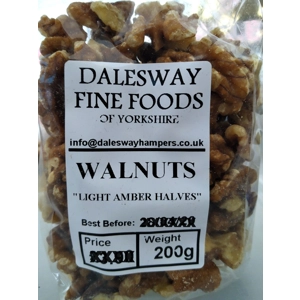 DALESWAY
FINE FOODS
OF YORKSHIRE
info@daleswayhampers.co.uk
WALNUTS
"LIGHT AMBER HALVES"
Best Before:
Price Weight
200g